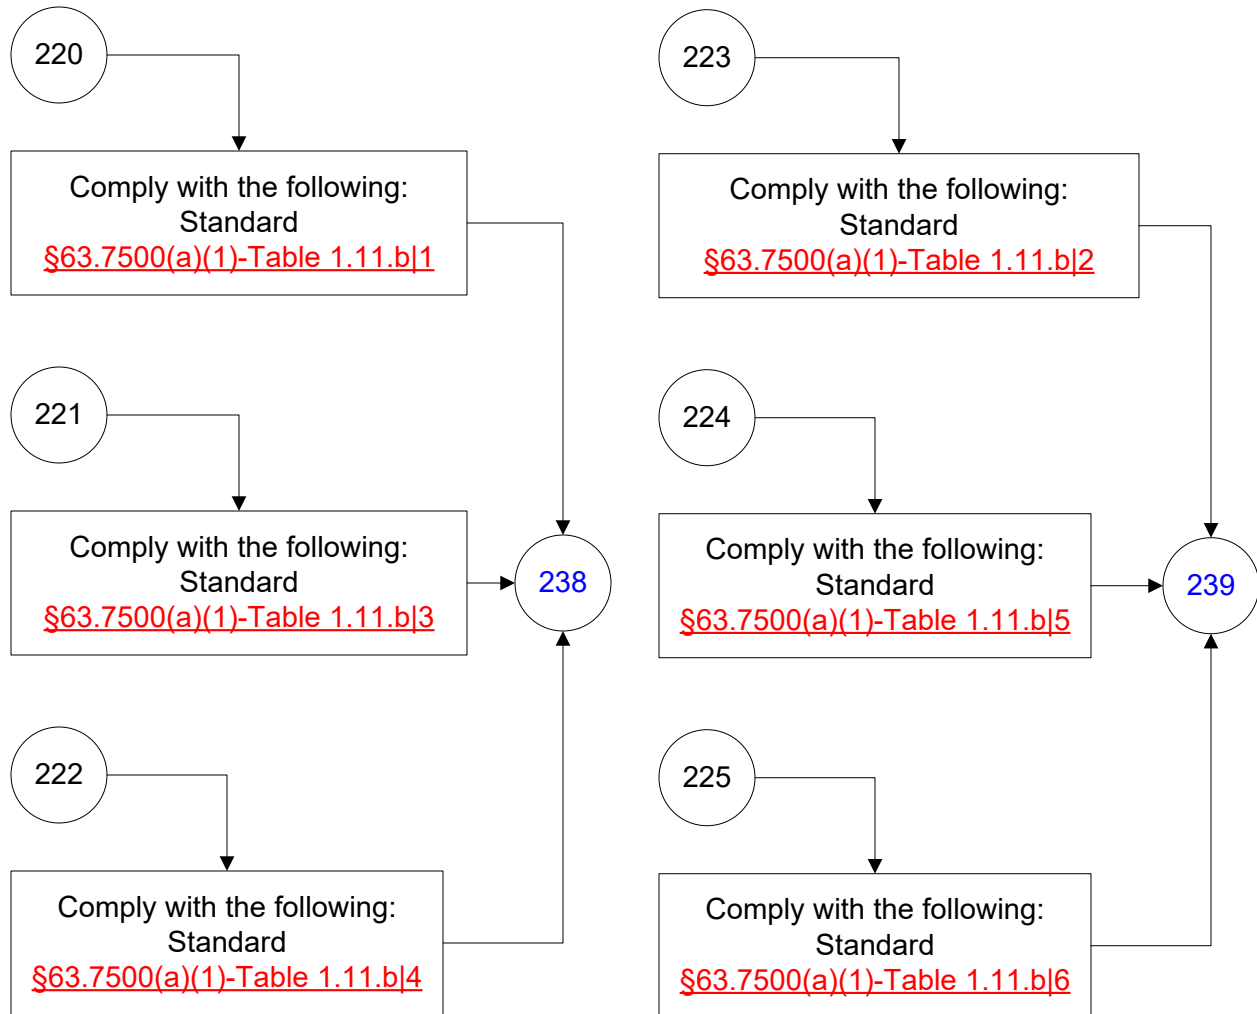 220
Comply with the following:
Standard
§63.7500(a)(1)-Table 1.11.b|1
221
Comply with the following:
Standard
§63.7500(a)(1)-Table 1.11.b|3
222
Comply with the following:
Standard
§63.7500(a)(1)-Table 1.11.b|4
238
223
Comply with the following:
Standard
§63.7500(a)(1)-Table 1.11.b|2
224
Comply with the following:
Standard
§63.7500(a)(1)-Table 1.11.b|5
225
Comply with the following:
Standard
§63.7500(a)(1)-Table 1.11.b|6
239